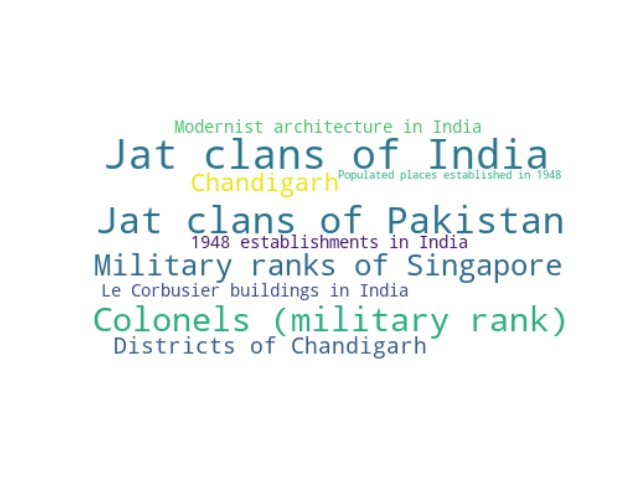 Modernist architecture in India
Jat clans of India
Populated places established in 1948
Chandigarh
Jat clans of Pakistan
1948 establishments in India
Military ranks of Singapore
Le Corbusier buildings in India
Colonels (military rank)
Districts of Chandigarh